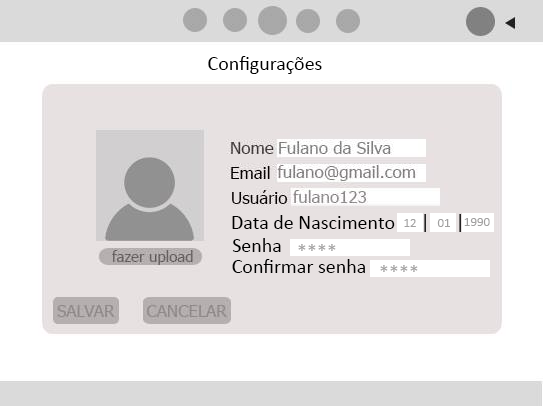 Configurações
Nome Fulano da Silva
Email fulano@gmail.com
Usuário fulano123
Data de Nascimento 12 | 01 | 1990
Senha ****
Confirmar senha ****
fazer upload
SALVAR CANCELAR